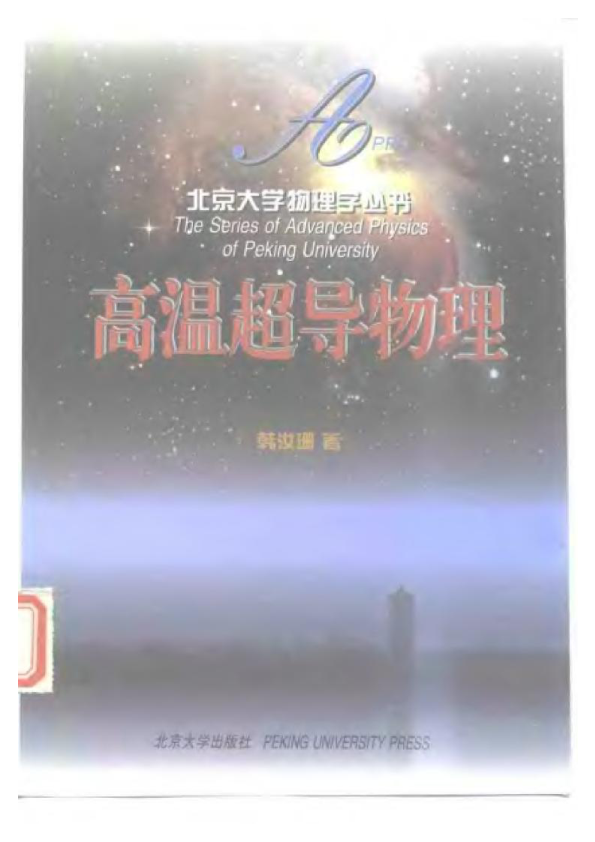 A
北京大学物理学丛书
The Series of Advanced Physics
of Peking University
高温超导物理
韩汝珊 著
北京大学出版社 PEKING UNIVERSITY PRESS